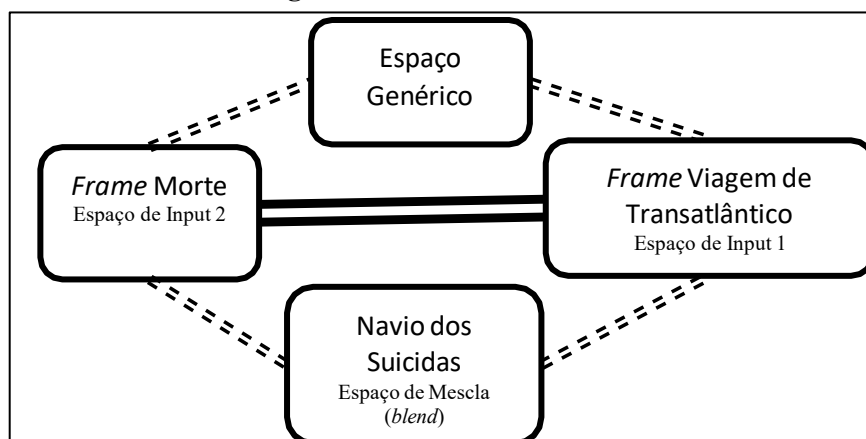 Espaço
Genérico
Frame Morte
Espaço de Input 2
Frame Viagem de
Transatlântico
Espaço de Input 1
Navio dos
Suicidas
Espaço de Mescla
(blend)